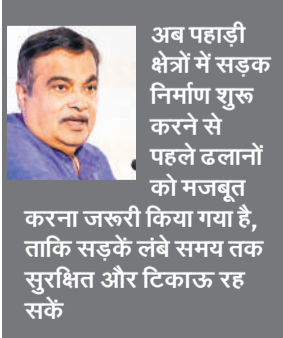 अब पहाड़ी
क्षेत्रों में सड़क
निर्माण शुरू
करने से
पहले ढलानों
को मजबूत
करना जरूरी किया गया है,
ताकि सड़कें लंबे समय तक
सुरक्षित और टिकाऊ रह
सकें